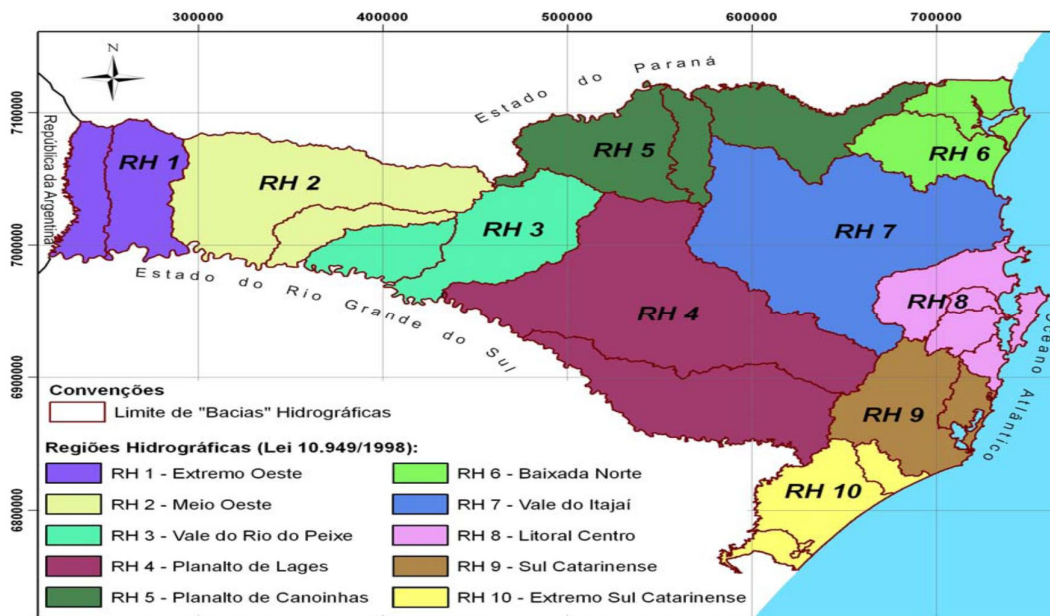 200000 300000 400000 500000 600000 700000
N
Estado do Paraná
7100000
República da Argentina
RH 1
RH 5
RH 6
RH 2
RH 3
RH 7
7000000
Estado do Rio Grande do Sul
RH 8
RH 4
Oceano Atlântico
6900000
Convenções
Limite de "Bacias" Hidrográficas
RH 9
Regiões Hidrográficas (Lei 10.949/1998):
RH 1 - Extremo Oeste
RH 6 - Baixada Norte
RH 10
RH 2 - Meio Oeste
RH 7 - Vale do Itajaí
6800000
RH 3 - Vale do Rio do Peixe
RH 8 - Litoral Centro
RH 4 - Planalto de Lages
RH 9 - Sul Catarinense
RH 5 - Planalto de Canoinhas
RH 10 - Extremo Sul Catarinense